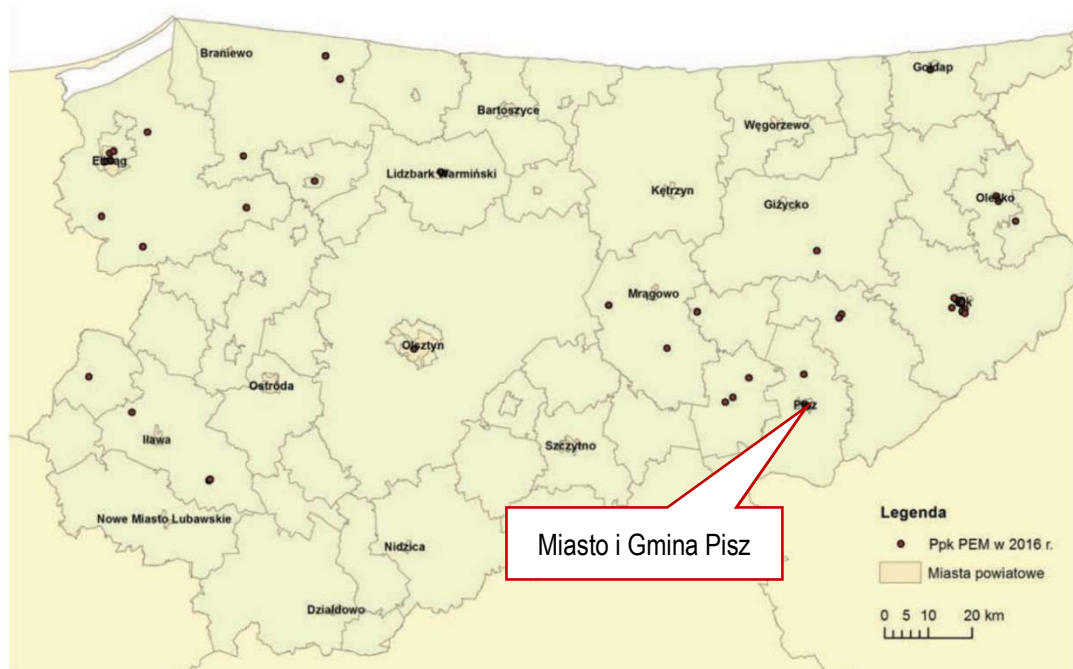 Braniewo
Gołdap
Bartoszyce
Węgorzewo
Elbląg
Lidzbark Warmiński
Kętrzyn
Giżycko
Olecko
Mrągowo
Ełk
Olsztyn
Ostróda
Pisz
Iława
Szczytno
Nowe Miasto Lubawskie
Nidzica
Działdowo
Miasto i Gmina Pisz
Legenda
Ppk PEM w 2016 r.
Miasta powiatowe
0 5 10 20 km